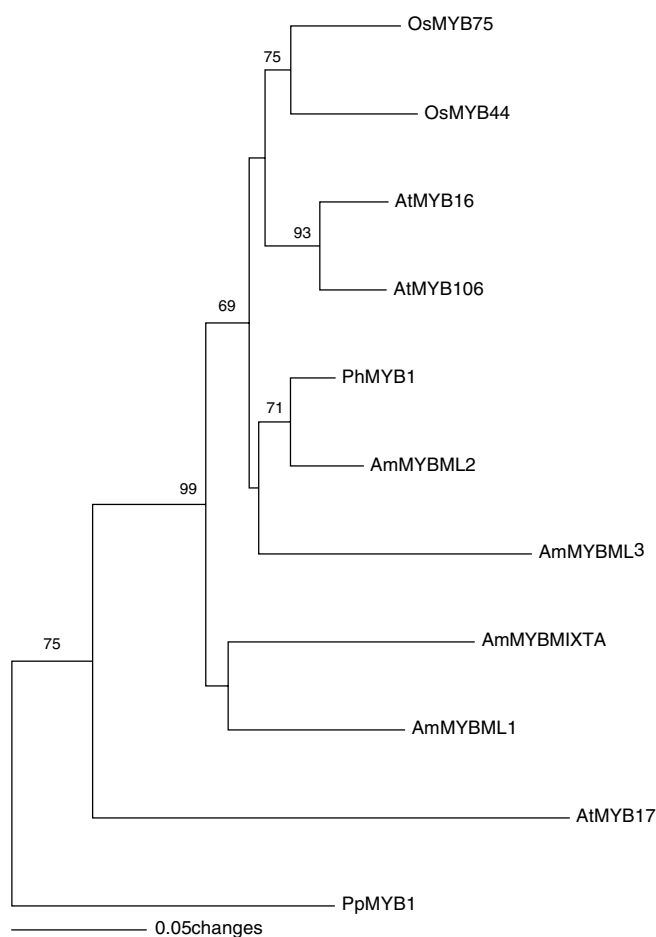 OsMYB75
75
OsMYB44
AtMYB16
93
AtMYB106
69
PhMYB1
71
AmMYBML2
99
AmMYBML3
AmMYBMIXTA
75
AmMYBML1
AtMYB17
PpMYB1
0.05changes